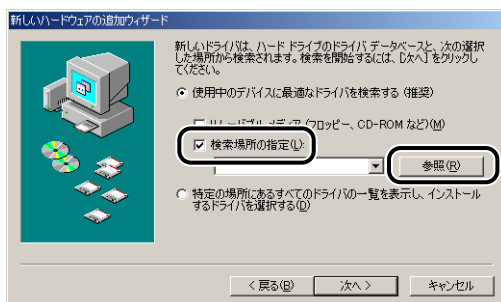 新しいハードウェアの追加ウィザード
新しいドライバは、ハード ドライブのドライバ データベースと、次の選択
した場所から検索されます。検索を開始するには、[次へ] をクリックし
てください。
使用中のデバイスに最適なドライバを検索する (推奨)
リムーバブル メディア (フロッピー、CD-ROM など)(M)
検索場所の指定(L):
参照(R)
特定の場所にあるすべてのドライバの一覧を表示し、インストール
するドライバを選択する(D)
< 戻る(B)
次へ >
キャンセル